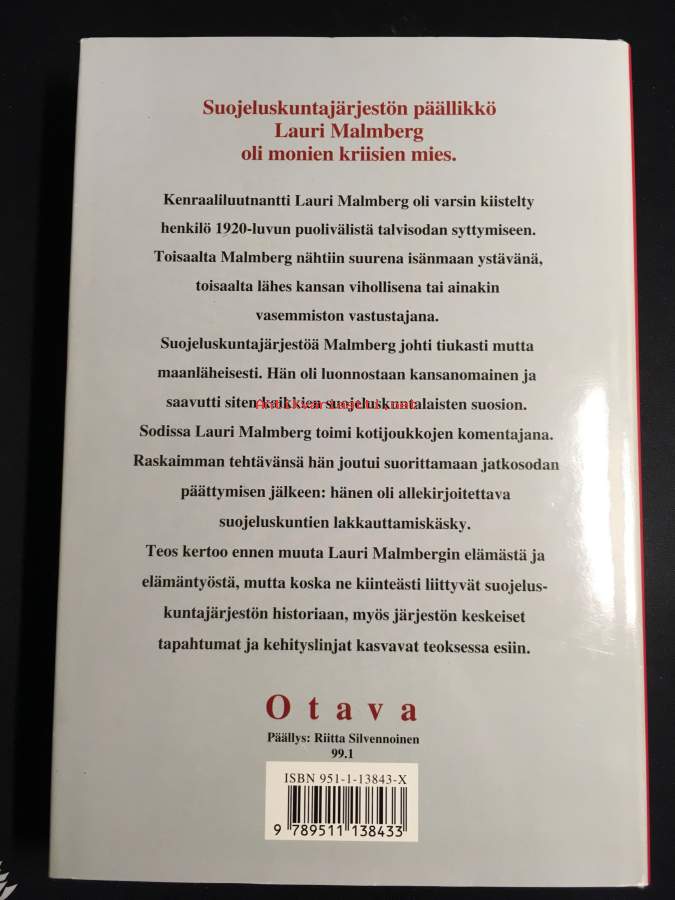 Suojeluskuntajärjestön päällikkö
Lauri Malmberg
oli monien kriisien mies.
Kenraaliluutnantti Lauri Malmberg oli varsin kiistelty
henkilö 1920-luvun puolivälistä talvisodan syttymiseen.
Toisaalta Malmberg nähtiin suurena isänmaan ystävänä,
toisaalta lähes kansan vihollisena tai ainakin
vasemmiston vastustajana.
Suojeluskuntajärjestöä Malmberg johti tiukasti mutta
maanläheisesti. Hän oli luonnostaan kansanomainen ja
saavutti siten kaikkien suojeluskuntalaisten suosion.
Antikvariaatti.net
Sodissa Lauri Malmberg toimi kotijoukkojen komentajana.
Raskaimman tehtävänsä hän joutui suorittamaan jatkosodan
päättymisen jälkeen: hänen oli allekirjoitettava
suojeluskuntien lakkauttamiskäsky.
Teos kertoo ennen muuta Lauri Malmbergin elämästä ja
elämäntyöstä, mutta koska ne kiinteästi liittyvät suojelus-
kuntajärjestön historiaan, myös järjestön keskeiset
tapahtumat ja kehityslinjat kasvavat teoksessa esiin.
Otava
Päällys: Riitta Silvennoinen
99.1
ISBN 951-1-13843-X
9 789511 138433